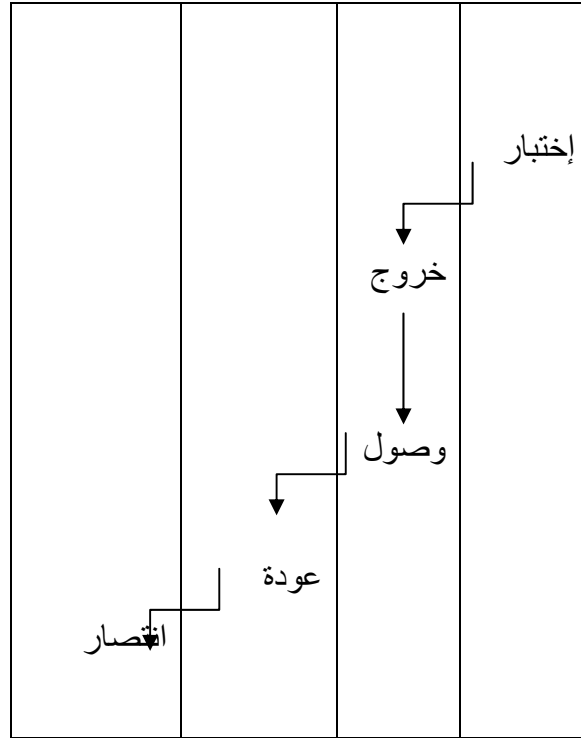 إختبار
خروج
وصول
عودة
انتصار